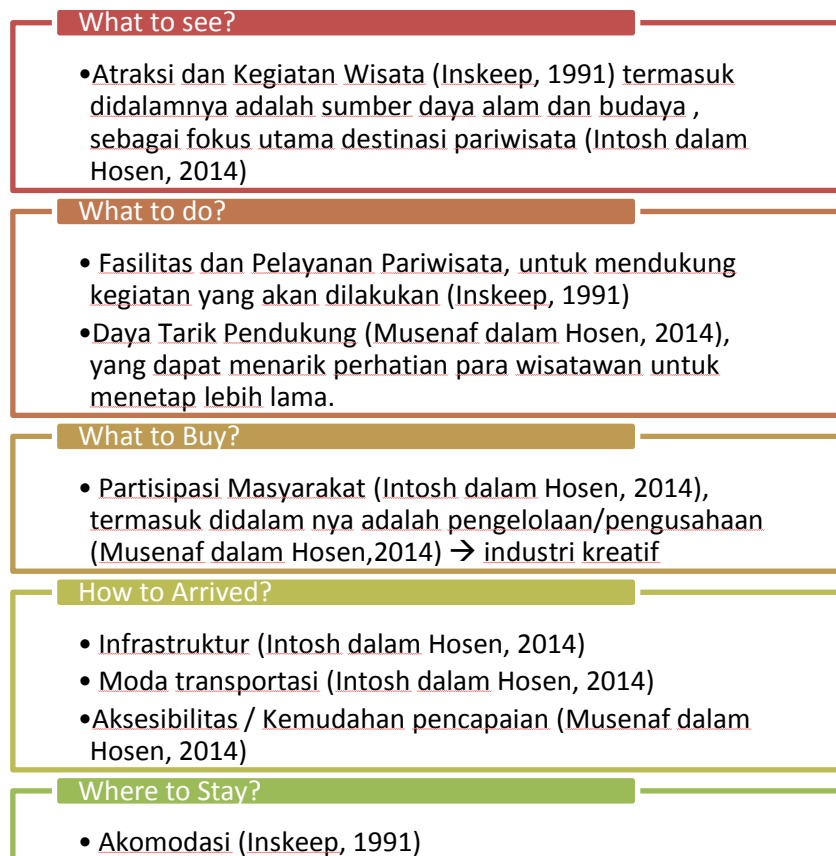 What to see?
•Atraksi dan Kegiatan Wisata (Inskeep, 1991) termasuk
didalamnya adalah sumber daya alam dan budaya ,
sebagai fokus utama destinasi pariwisata (Intosh dalam
Hosen, 2014)
What to do?
• Fasilitas dan Pelayanan Pariwisata, untuk mendukung
kegiatan yang akan dilakukan (Inskeep, 1991)
•Daya Tarik Pendukung (Musenaf dalam Hosen, 2014),
yang dapat menarik perhatian para wisatawan untuk
menetap lebih lama.
What to Buy?
• Partisipasi Masyarakat (Intosh dalam Hosen, 2014),
termasuk didalam nya adalah pengelolaan/pengusahaan
(Musenaf dalam Hosen,2014) → industri kreatif
How to Arrived?
• Infrastruktur (Intosh dalam Hosen, 2014)
• Moda transportasi (Intosh dalam Hosen, 2014)
•Aksesibilitas / Kemudahan pencapaian (Musenaf dalam
Hosen, 2014)
Where to Stay?
• Akomodasi (Inskeep, 1991)